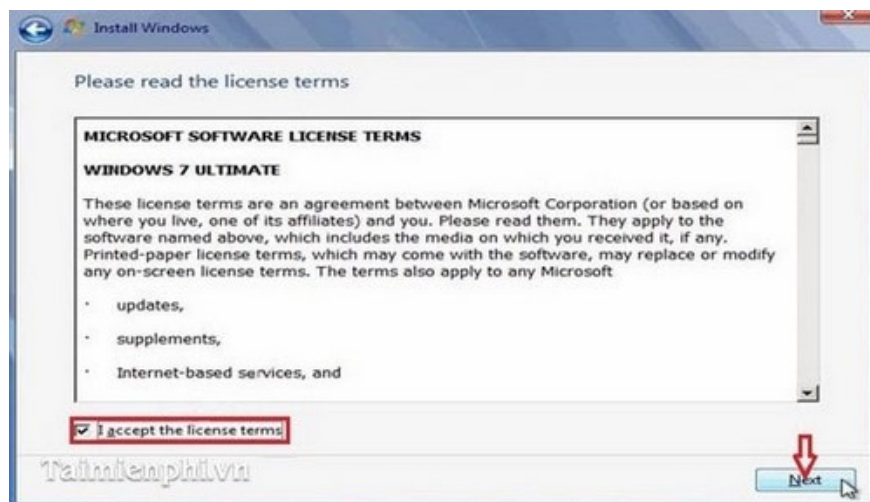 Install Windows
Please read the license terms
MICROSOFT SOFTWARE LICENSE TERMS
WINDOWS 7 ULTIMATE
These license terms are an agreement between Microsoft Corporation (or based on
where you live, one of its affiliates) and you. Please read them. They apply to the
software named above, which includes the media on which you received it, if any.
Printed-paper license terms, which may come with the software, may replace or modify
any on-screen license terms. The terms also apply to any Microsoft
· updates,
· supplements,
· Internet-based services, and
I accept the license terms
Taimienphi.vn
Next